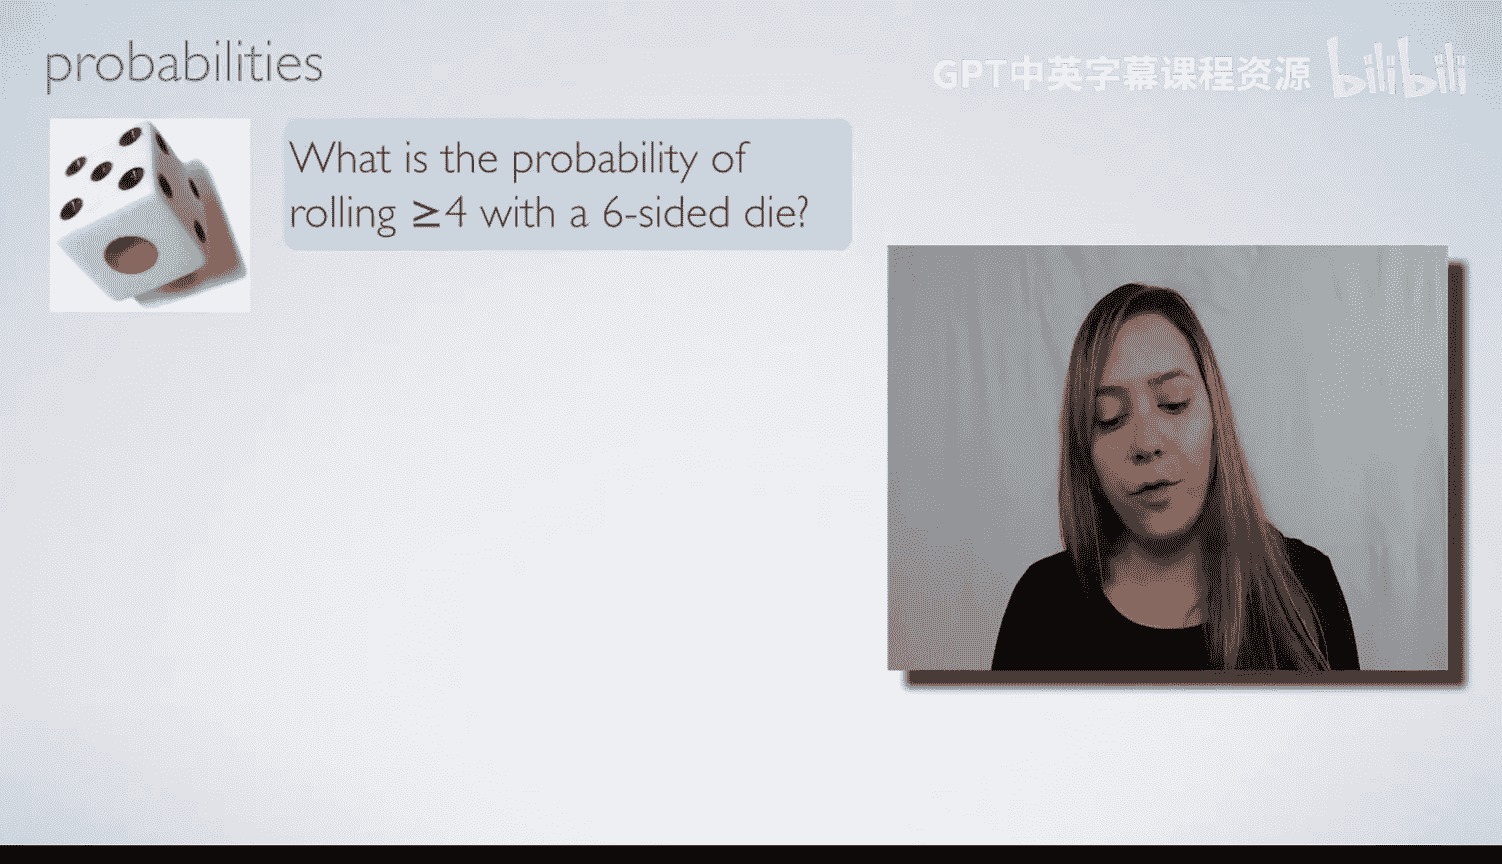 probabilities
GPT中英字幕课程资源 bilibili
What is the probability of
rolling ≥4 with a 6-sided die?